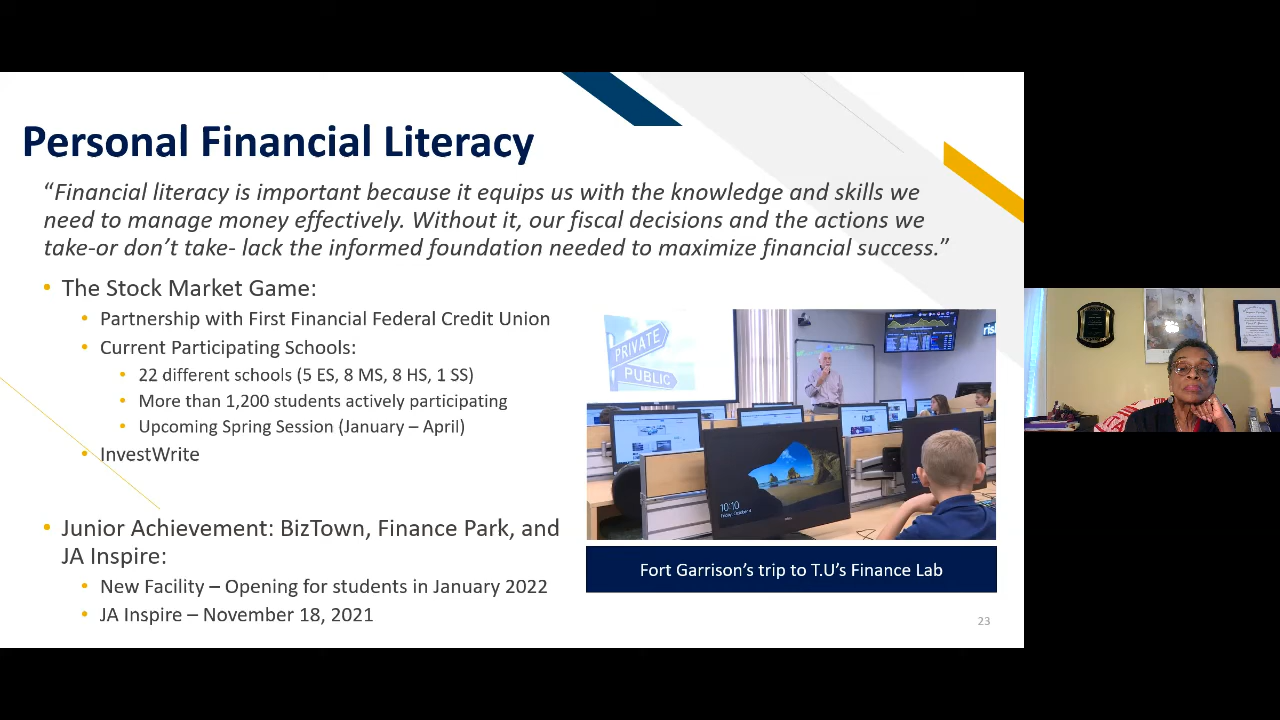 Personal Financial Literacy
“Financial literacy is important because it equips us with the knowledge and skills we
need to manage money effectively. Without it, our fiscal decisions and the actions we
take-or don’t take- lack the informed foundation needed to maximize financial success.”
• The Stock Market Game:
• Partnership with First Financial Federal Credit Union
• Current Participating Schools:
• 22 different schools (5 ES, 8 MS, 8 HS, 1 SS)
• More than 1,200 students actively participating
• Upcoming Spring Session (January – April)
• InvestWrite
PRIVATE
PUBLIC
10:10
• Junior Achievement: BizTown, Finance Park, and
JA Inspire:
• New Facility – Opening for students in January 2022
• JA Inspire – November 18, 2021
Fort Garrison’s trip to T.U’s Finance Lab
23